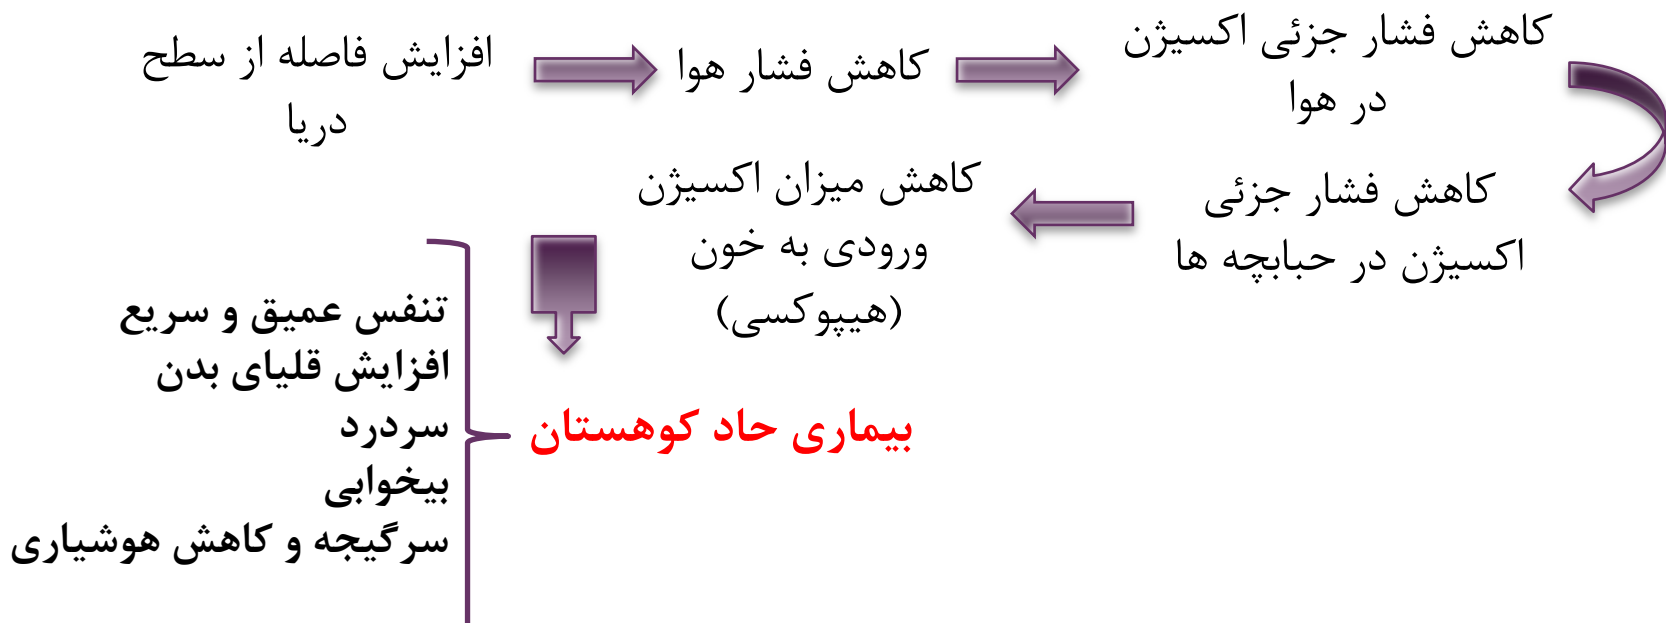 افزایش فاصله از سطح
دریا
کاهش فشار هوا
کاهش فشار جزئی اکسیژن
در هوا
کاهش فشار جزئی
اکسیژن در حبابچه ها
کاهش میزان اکسیژن
ورودی به خون
(هیپوکسی)
بیماری حاد کوهستان
تنفس عمیق و سریع
افزایش قلیای بدن
سردرد
بیخوابی
سرگیجه و کاهش هوشیاری